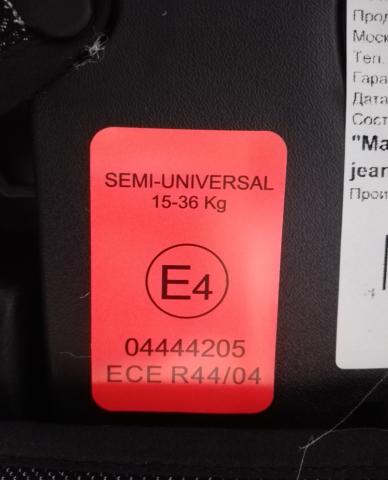 SEMI-UNIVERSAL
15-36 Kg
E4
04444205
ECE R44/04
Прод
Моск
Тел.
Гара
Дата
Сост
"Ma
jean
Прои